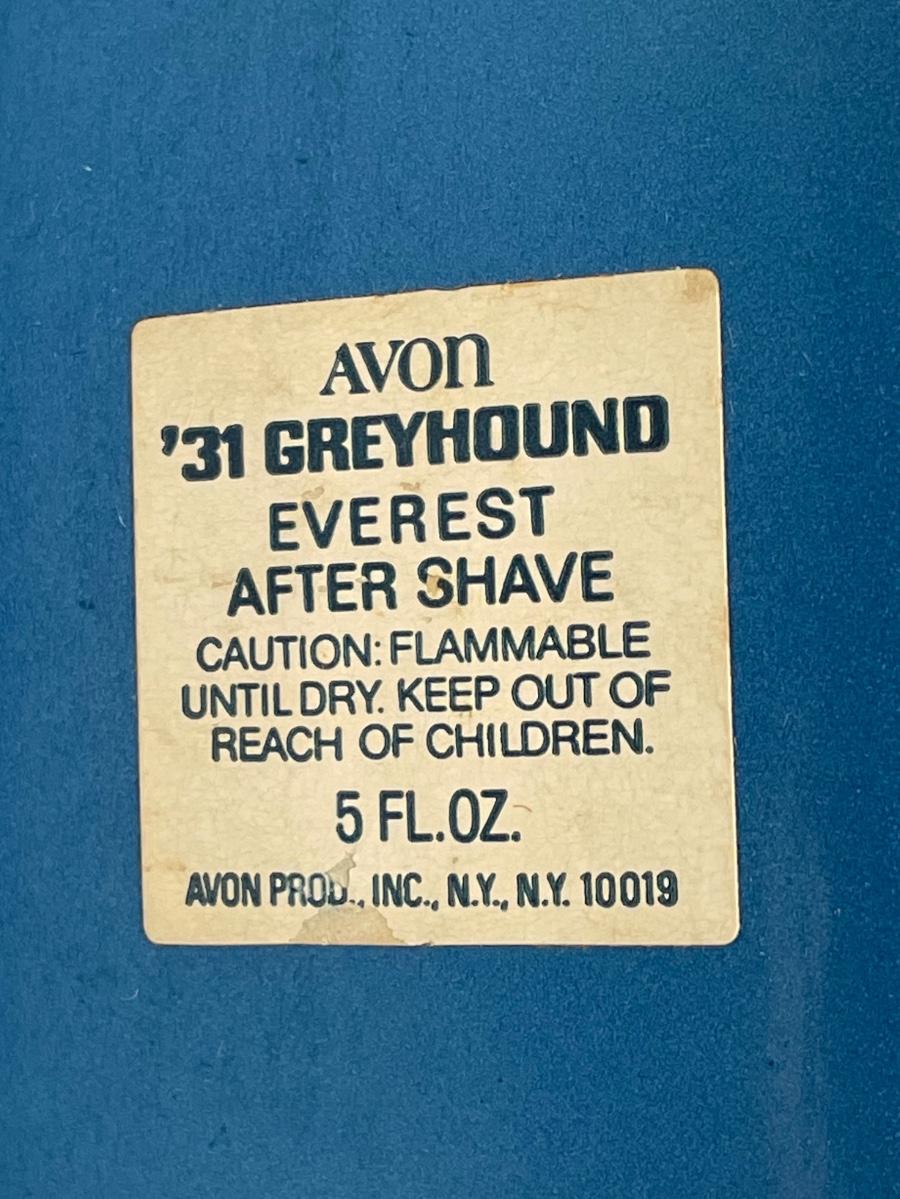 AVON
'31 GREYHOUND
EVEREST
AFTER SHAVE
CAUTION: FLAMMABLE
UNTIL DRY. KEEP OUT OF
REACH OF CHILDREN.
5 FL.OZ.
AVON PROD., INC., N.Y., N.Y. 10019